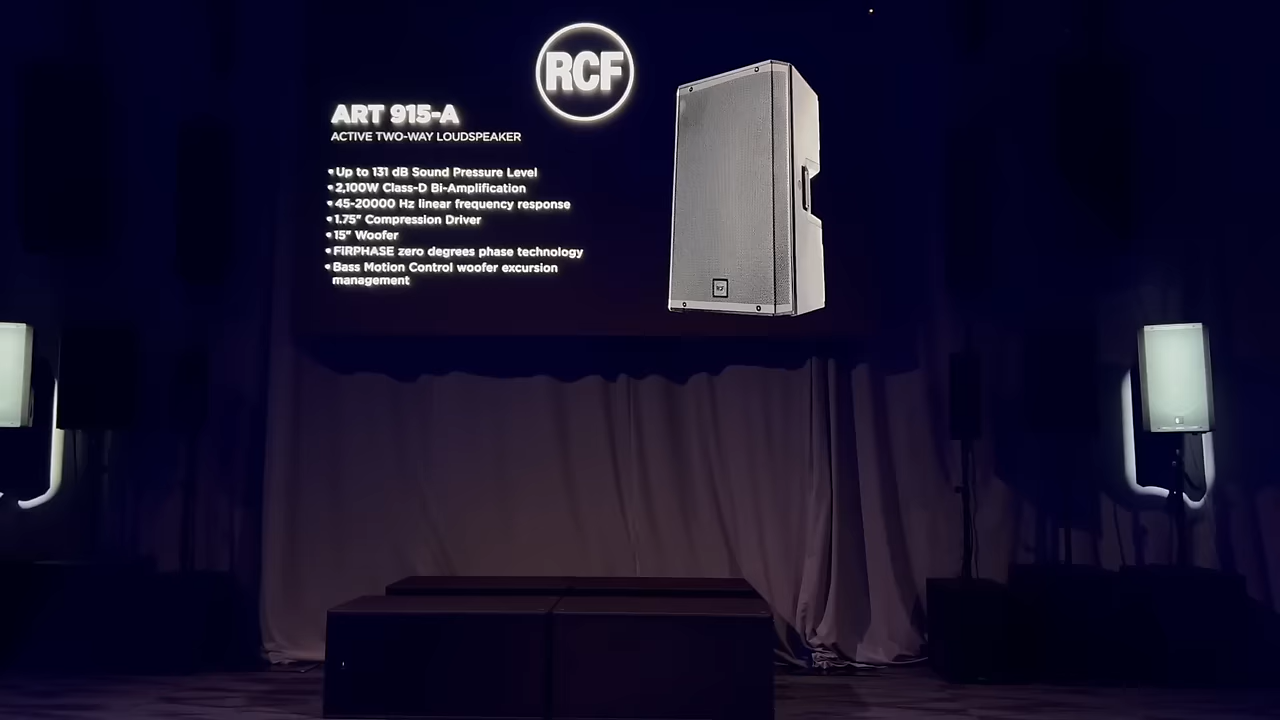 RCF
ART 915-A
ACTIVE TWO-WAY LOUDSPEAKER
• Up to 131 dB Sound Pressure Level
• 2,100W Class-D Bi-Amplification
• 45-20000 Hz linear frequency response
• 1.75" Compression Driver
• 15" Woofer
• FiRPHASE zero degrees phase technology
• Bass Motion Control woofer excursion
management
RCF